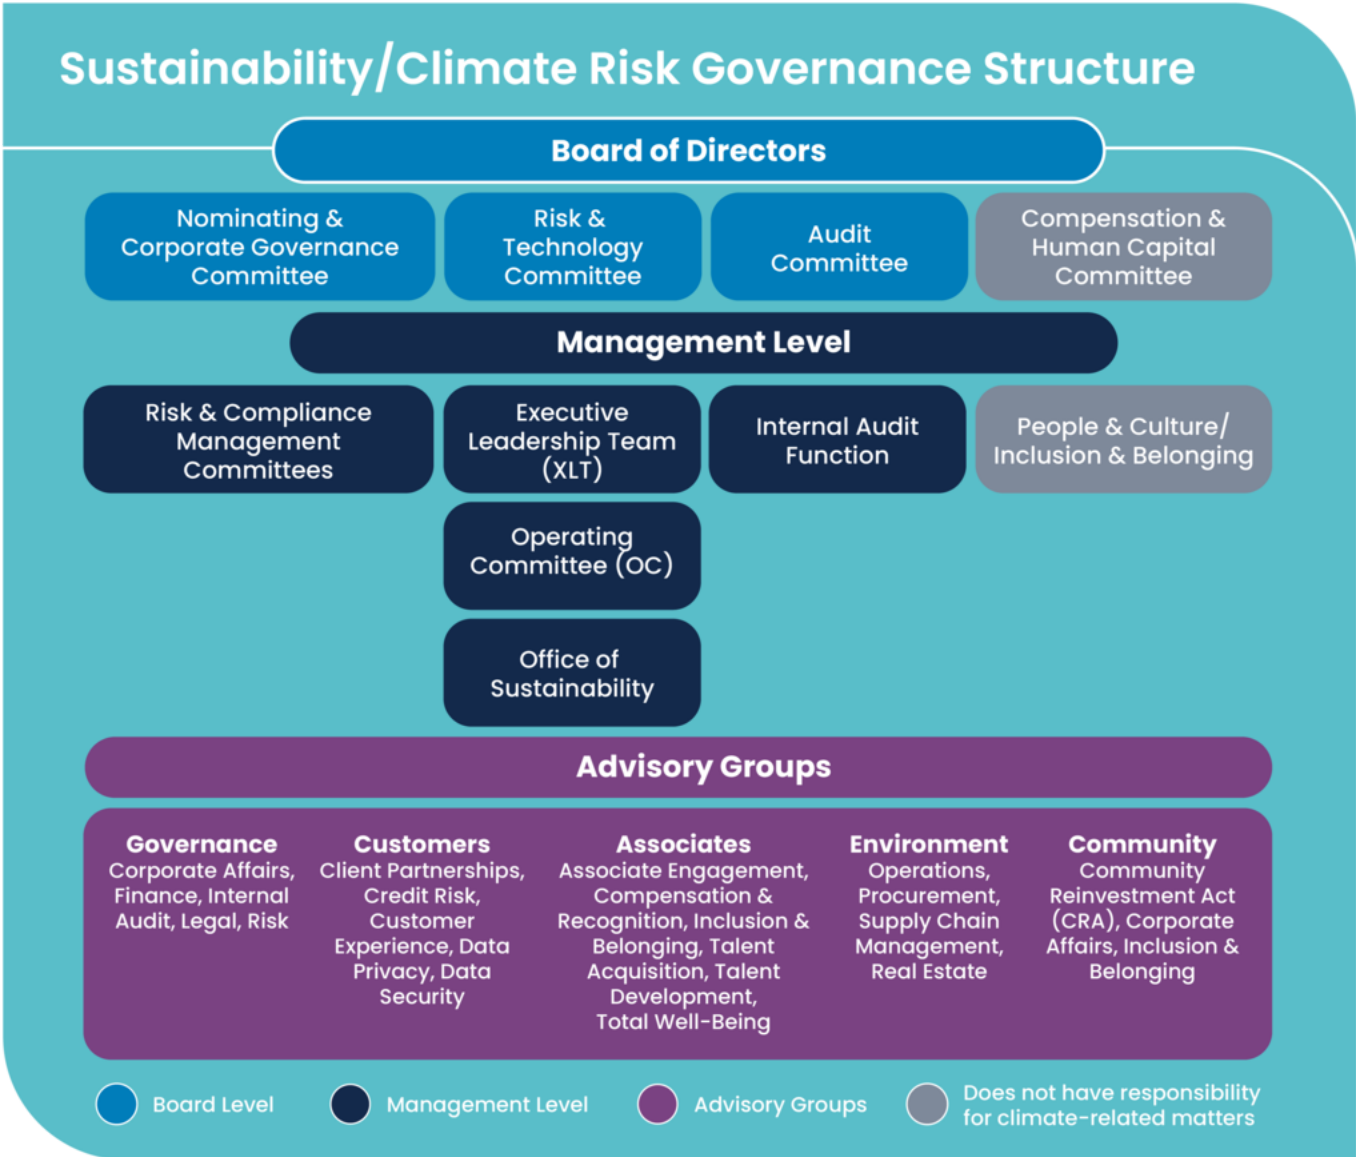 Sustainability/Climate Risk Governance Structure
Board of Directors
Nominating &
Corporate Governance
Committee
Risk &
Technology
Committee
Audit
Committee
Compensation &
Human Capital
Committee
Management Level
Risk & Compliance
Management
Committees
Executive
Leadership Team
(XLT)
Internal Audit
Function
People & Culture/
Inclusion & Belonging
Operating
Committee (OC)
Office of
Sustainability
Advisory Groups
Governance
Corporate Affairs,
Finance, Internal
Audit, Legal, Risk
Customers
Client Partnerships,
Credit Risk,
Customer
Experience, Data
Privacy, Data
Security
Associates
Associate Engagement,
Compensation &
Recognition, Inclusion &
Belonging, Talent
Acquisition, Talent
Development,
Total Well-Being
Environment
Operations,
Procurement,
Supply Chain
Management,
Real Estate
Community
Community
Reinvestment Act
(CRA), Corporate
Affairs, Inclusion &
Belonging
Board Level
Management Level
Advisory Groups
Does not have responsibility
for climate-related matters